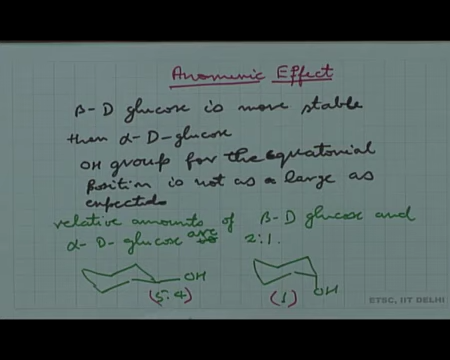 Anomeric Effect
β-D glucose is more stable
than α-D-glucose
OH group for the equatorial
position is not as a large as
expected.
relative amounts of β-D glucose and
α-D-glucose are 2:1.
OH
(5.4)
(1)
OH
ETSC, IIT DELHI